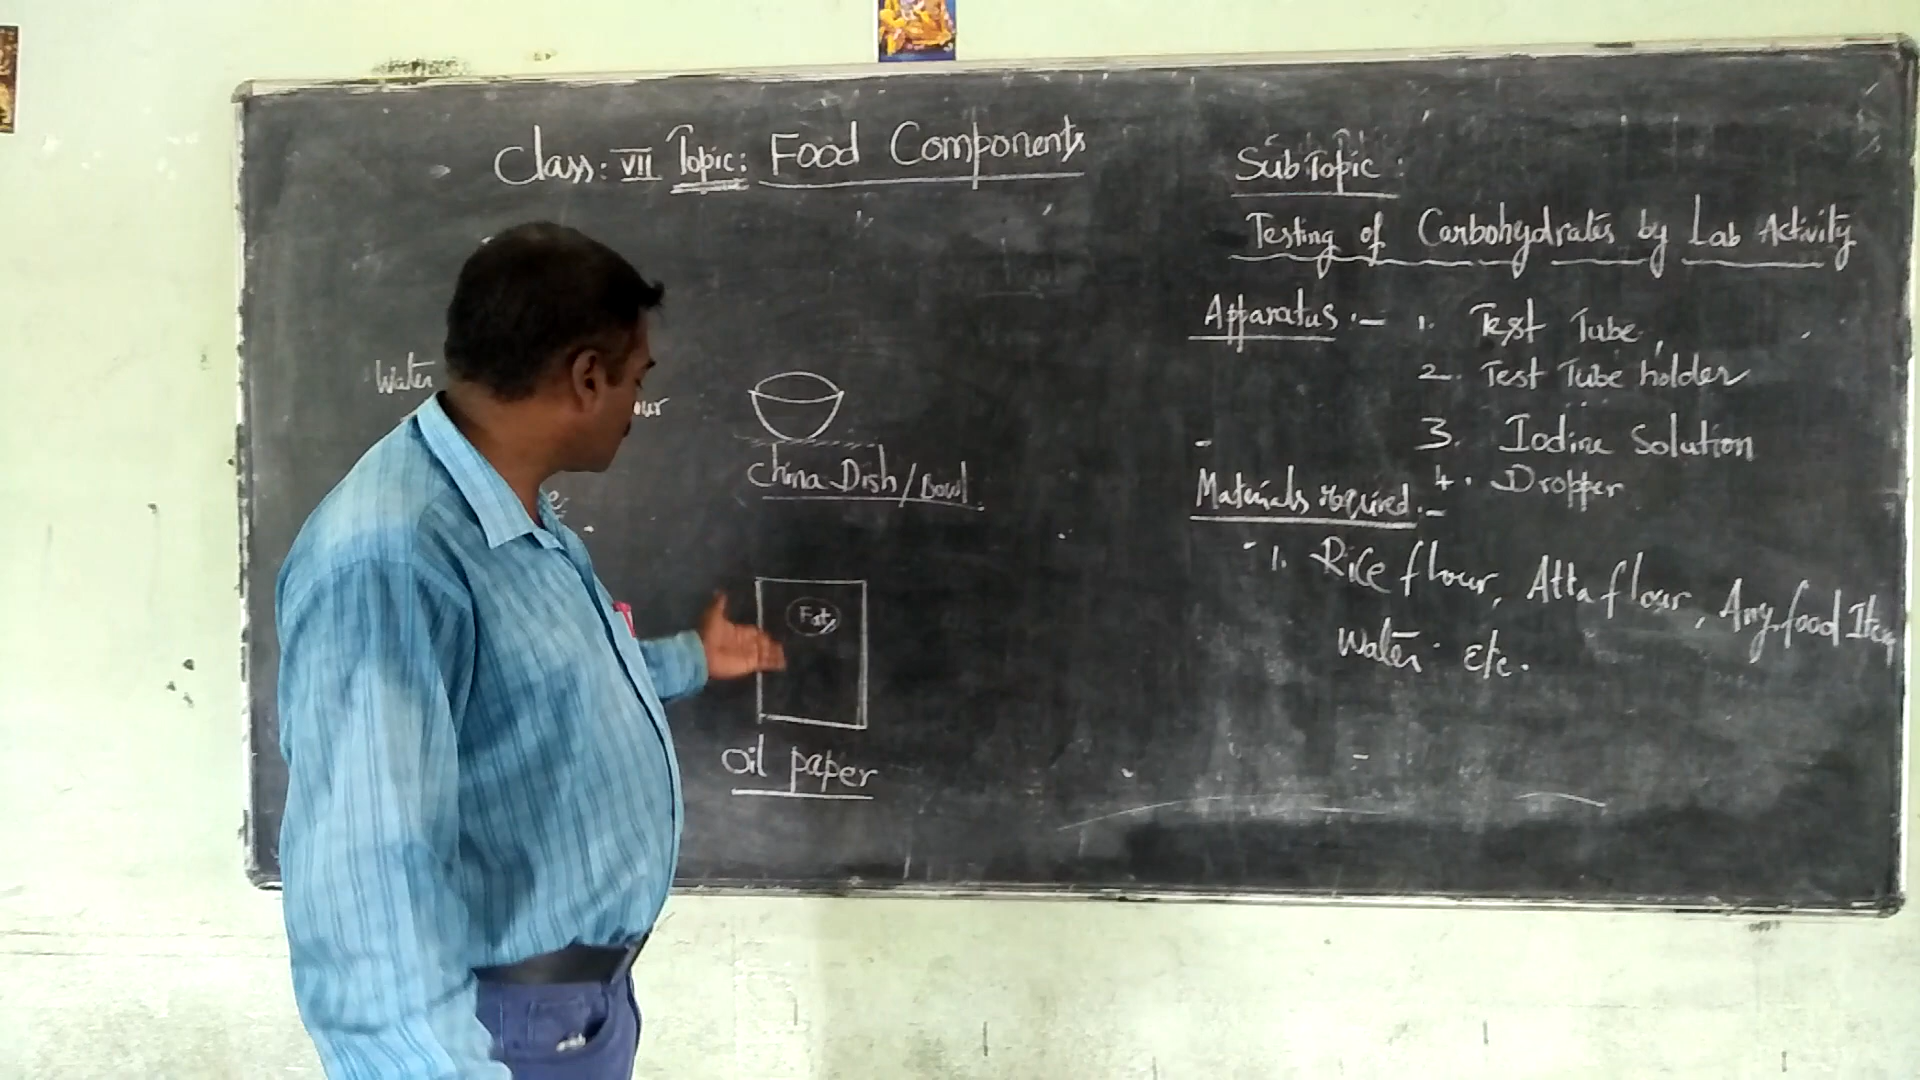 Class: VII Topic: Food Components
Water
our
China Dish/Bowl.
Fat
Oil paper
SubTopic:
Testing of Carbohydrates by Lab Activity
Apparatus:- 1. Test Tube,
2. Test Tube holder
3. Iodine Solution
4. Dropper
Materials required:-
1. Rice flour, Atta flour, Any food Item
Water etc.